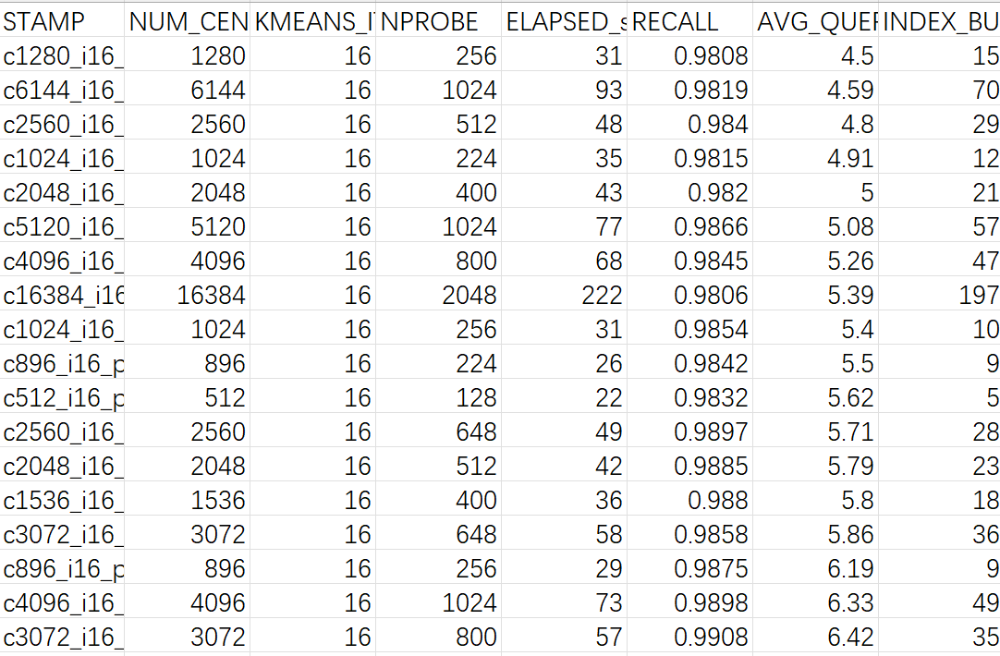 STAMP NUM_CEN KMEANS_I NPROBE ELAPSED_s RECALL AVG_QUER INDEX_BU
c1280_i16_ 1280 16 256 31 0.9808 4.5 15
c6144_i16_ 6144 16 1024 93 0.9819 4.59 70
c2560_i16_ 2560 16 512 48 0.984 4.8 29
c1024_i16_ 1024 16 224 35 0.9815 4.91 12
c2048_i16_ 2048 16 400 43 0.982 5 21
c5120_i16_ 5120 16 1024 77 0.9866 5.08 57
c4096_i16_ 4096 16 800 68 0.9845 5.26 47
c16384_i16 16384 16 2048 222 0.9806 5.39 197
c1024_i16_ 1024 16 256 31 0.9854 5.4 10
c896_i16_p 896 16 224 26 0.9842 5.5 9
c512_i16_p 512 16 128 22 0.9832 5.62 5
c2560_i16_ 2560 16 648 49 0.9897 5.71 28
c2048_i16_ 2048 16 512 42 0.9885 5.79 23
c1536_i16_ 1536 16 400 36 0.988 5.8 18
c3072_i16_ 3072 16 648 58 0.9858 5.86 36
c896_i16_p 896 16 256 29 0.9875 6.19 9
c4096_i16_ 4096 16 1024 73 0.9898 6.33 49
c3072_i16_ 3072 16 800 57 0.9908 6.42 35